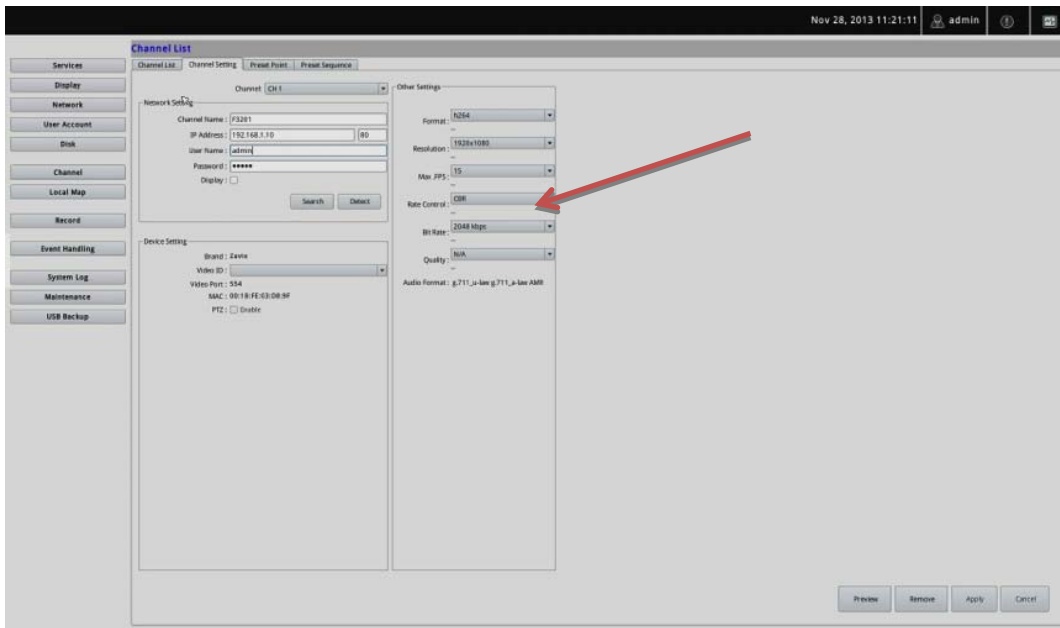 Nov 28, 2013 11:21:11 admin
Channel List
Services
Display
Network
User Account
Disk
Channel
Local Map
Record
Event Handling
System Log
Maintenance
USB Backup
Channel List Channel Setting Preset Point Preset Sequence
Channel: CH 1
Network Setting
Channel Name : F3201
IP Address : 192.168.1.10 80
User Name : admin
Password : •••••
Display :
Search Detect
Device Setting
Brand : Zavio
Video ID :
Video Port : 554
MAC : 00:18:FE:63:D8:9F
PTZ : Enable
Other Settings
Format : h264
--
Resolution : 1920x1080
--
Max .FPS : 15
--
Rate Control : CBR
--
Bit Rate : 2048 kbps
--
Quality : N/A
--
Audio Format : g.711_u-law g.711_a-law AMR
Preview Remove Apply Cancel